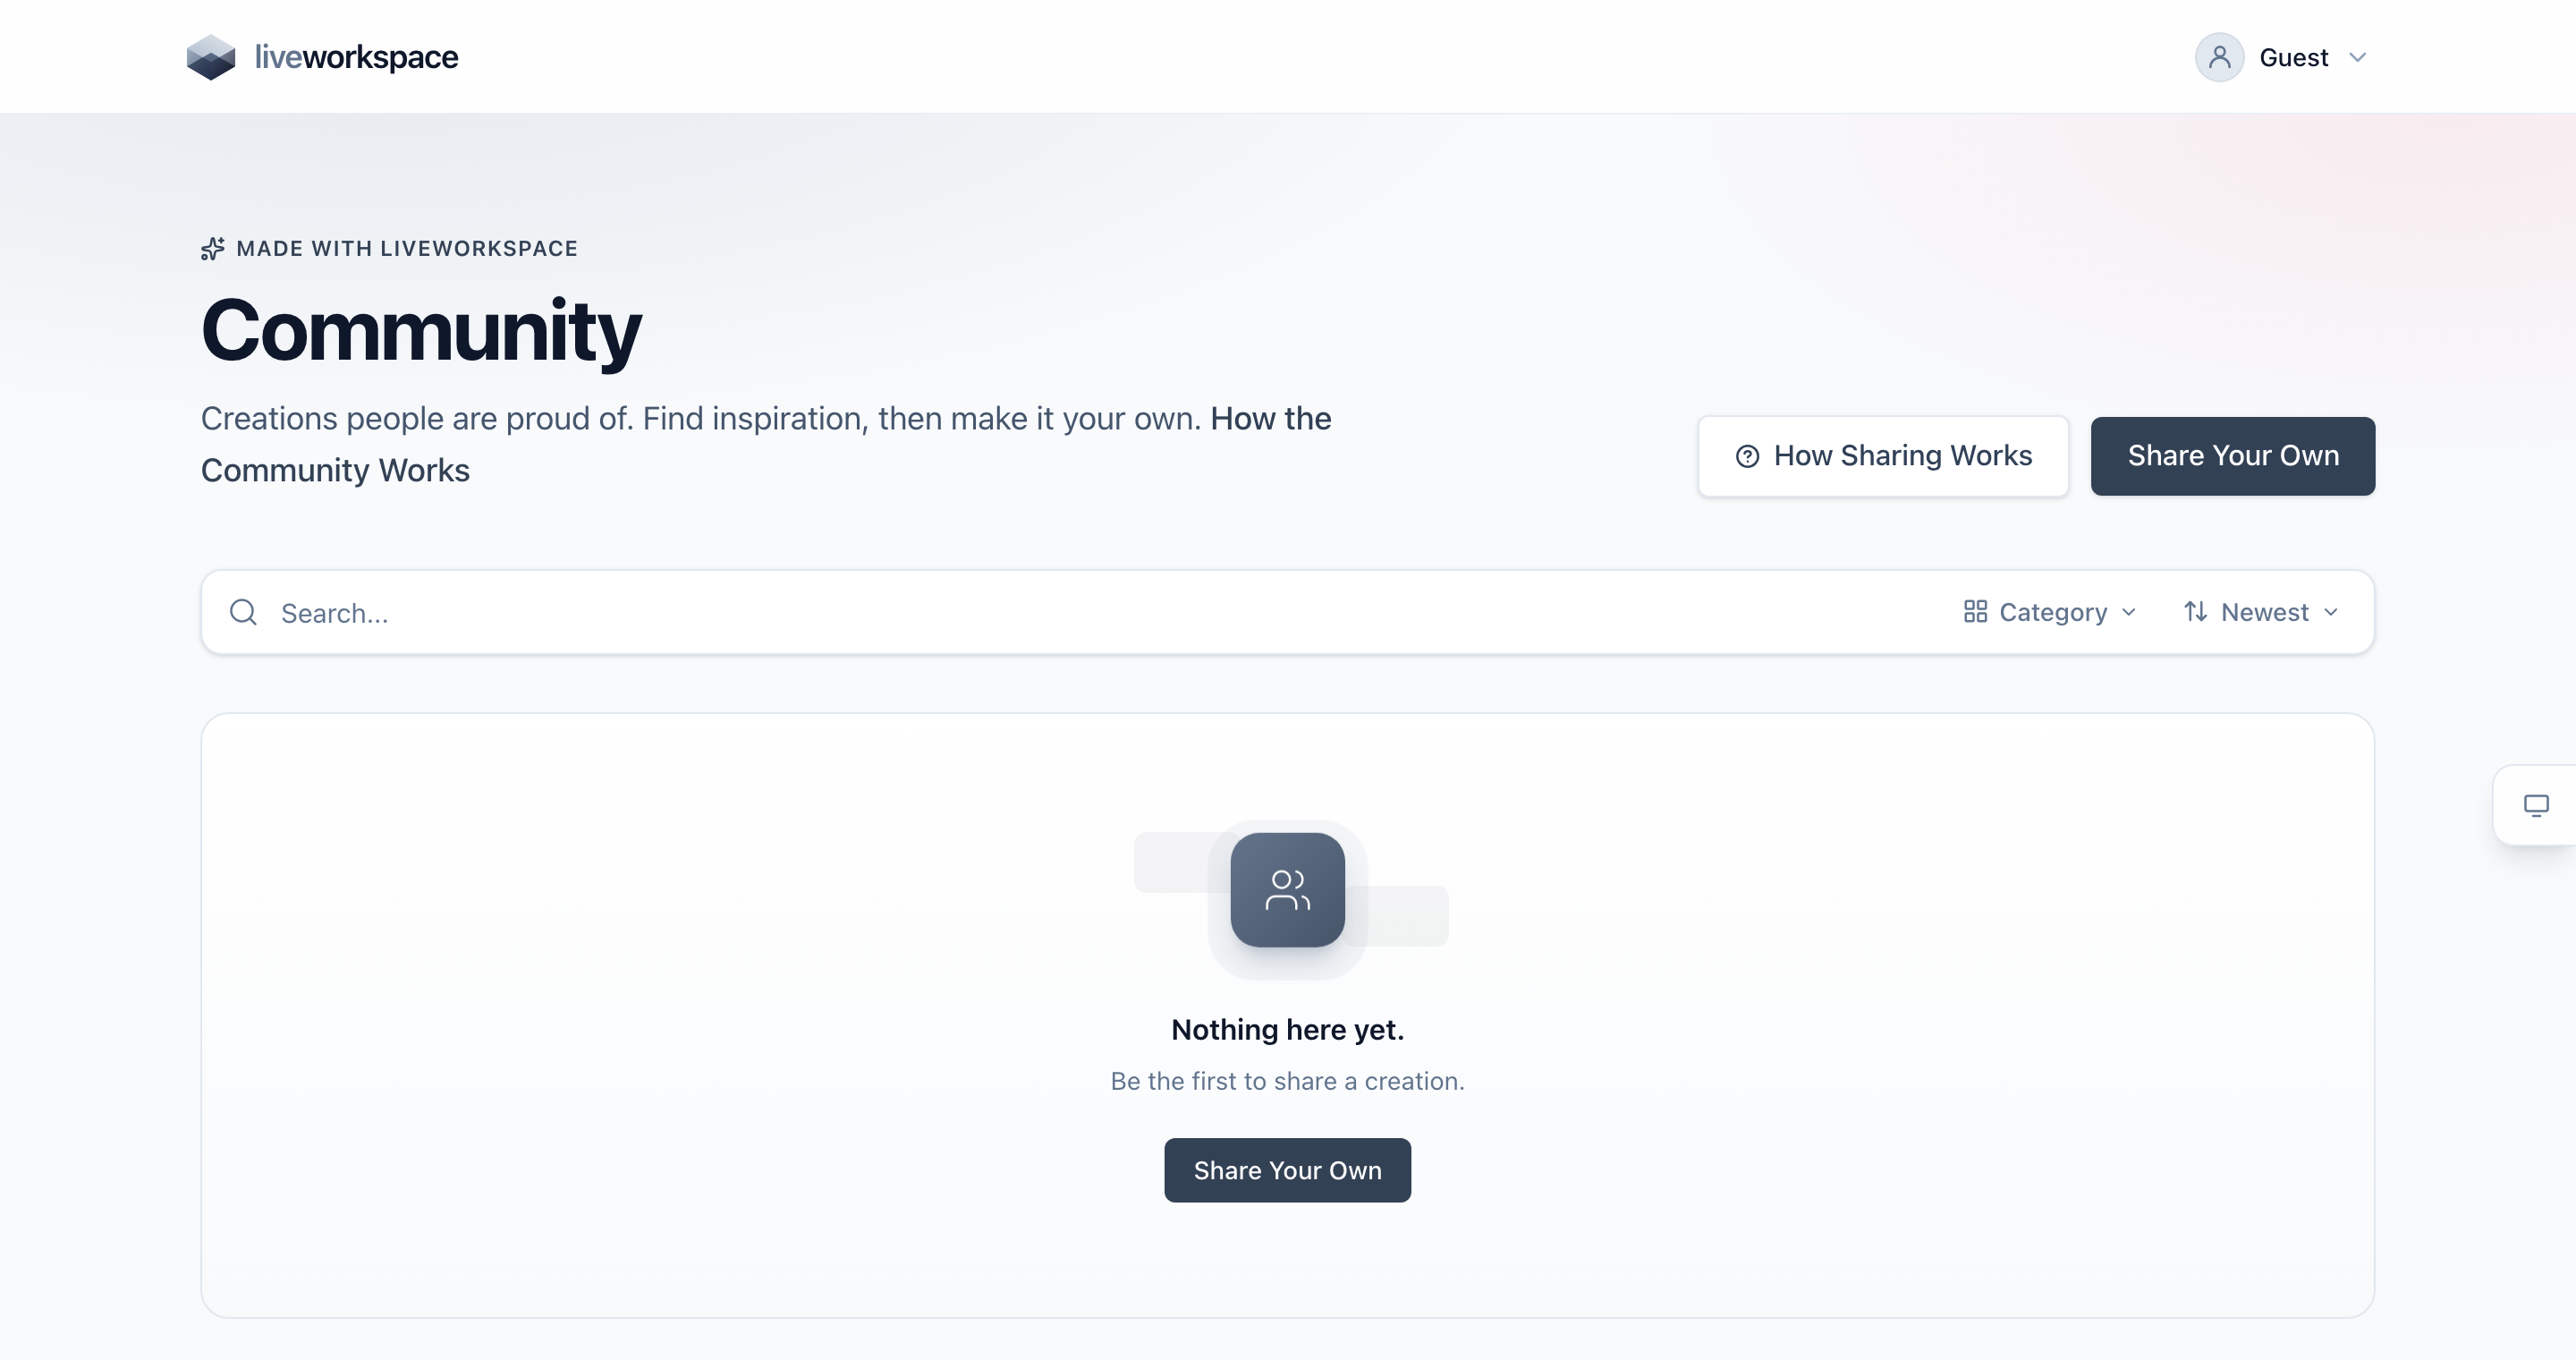 liveworkspace
Guest
MADE WITH LIVEWORKSPACE
Community
Creations people are proud of. Find inspiration, then make it your own. How the
Community Works
How Sharing Works
Share Your Own
Search...
Category
Newest
Nothing here yet.
Be the first to share a creation.
Share Your Own